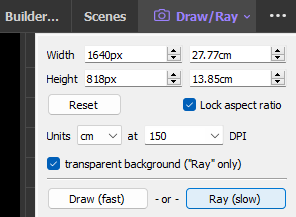 Builder... Scenes Draw/Ray ...
Width 1640px 27.77cm
Height 818px 13.85cm
Reset Lock aspect ratio
Units cm at 150 DPI
transparent background ("Ray" only)
Draw (fast) - or - Ray (slow)